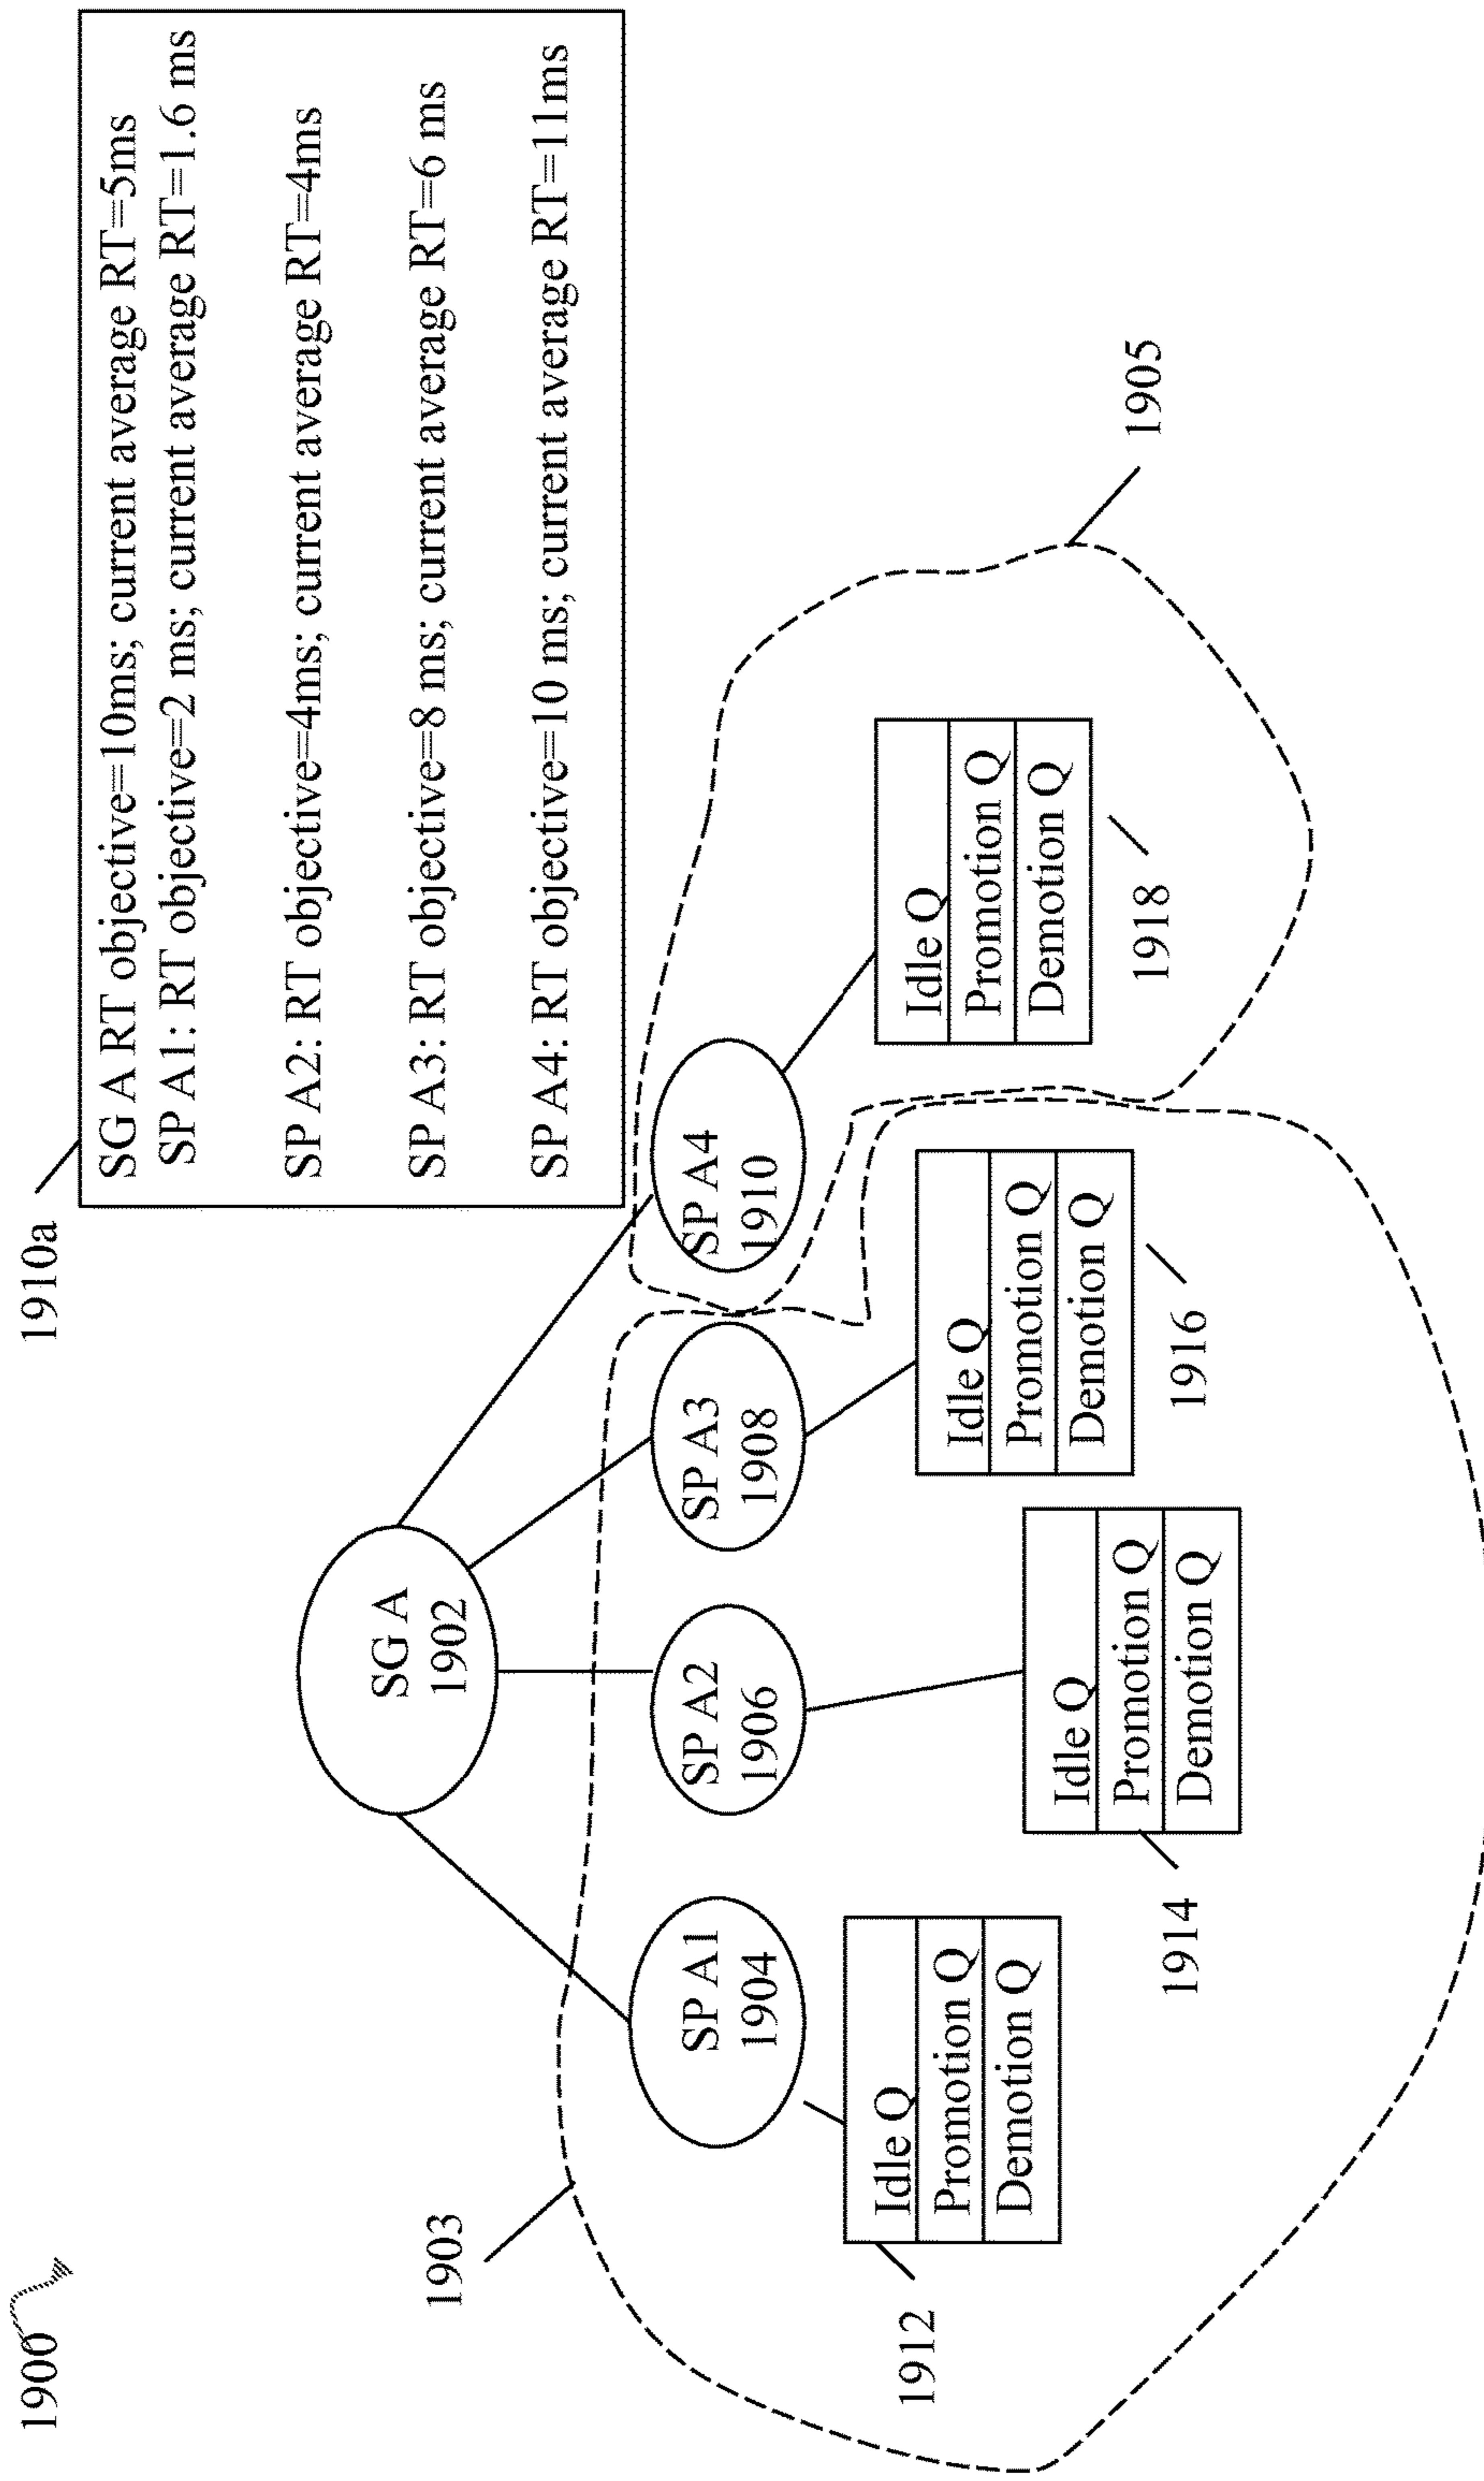 1900
1910a
SG A RT objective=10ms; current average RT=5ms
SP A1: RT objective=2 ms; current average RT=1.6 ms
SP A2: RT objective=4ms; current average RT=4ms
SP A3: RT objective=8 ms; current average RT=6 ms
SP A4: RT objective=10 ms; current average RT=11ms
SG A
1902
1903
SP A1
1904
SP A2
1906
SP A3
1908
SP A4
1910
1905
1912
Idle Q
Promotion Q
Demotion Q
1914
Idle Q
Promotion Q
Demotion Q
1916
Idle Q
Promotion Q
Demotion Q
1918
Idle Q
Promotion Q
Demotion Q